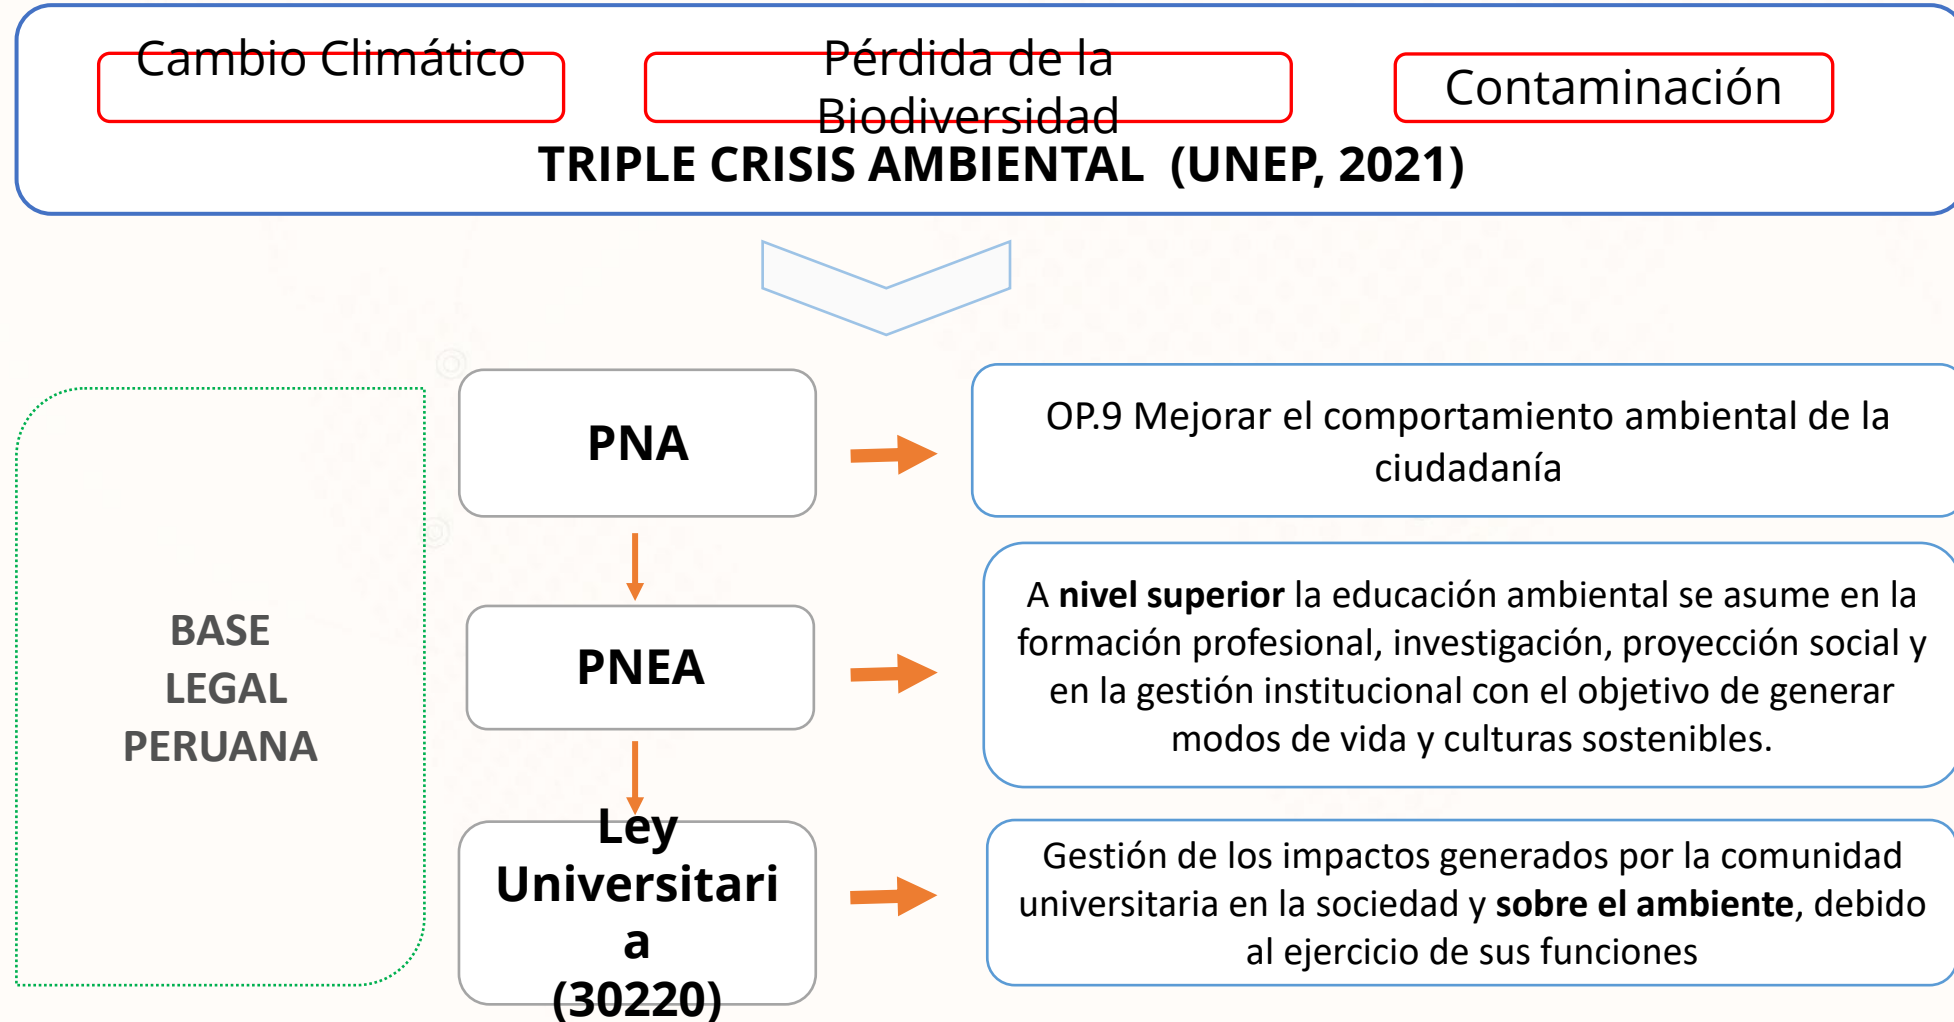 Cambio Climático
Pérdida de la
Biodiversidad
Contaminación
TRIPLE CRISIS AMBIENTAL (UNEP, 2021)
BASE
LEGAL
PERUANA
PNA
OP.9 Mejorar el comportamiento ambiental de la
ciudadanía
PNEA
A nivel superior la educación ambiental se asume en la
formación profesional, investigación, proyección social y
en la gestión institucional con el objetivo de generar
modos de vida y culturas sostenibles.
Ley
Universitari
a
(30220)
Gestión de los impactos generados por la comunidad
universitaria en la sociedad y sobre el ambiente, debido
al ejercicio de sus funciones